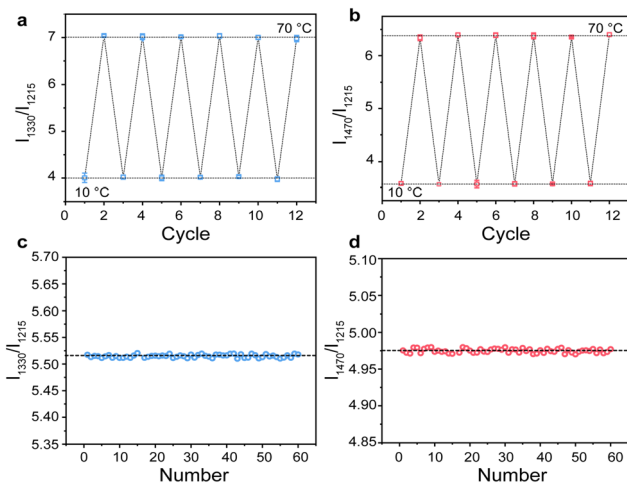 a
70 °C
7
6
5
4
10 °C
0 2 4 6 8 10 12
Cycle
I1330/I1215
b
70 °C
6
5
4
10 °C
0 2 4 6 8 10 12
Cycle
I1470/I1215
c
5.70
5.65
5.60
5.55
5.50
5.45
5.40
5.35
0 10 20 30 40 50 60
Number
I1330/I1215
d
5.10
5.05
5.00
4.95
4.90
4.85
0 10 20 30 40 50 60
Number
I1470/I1215